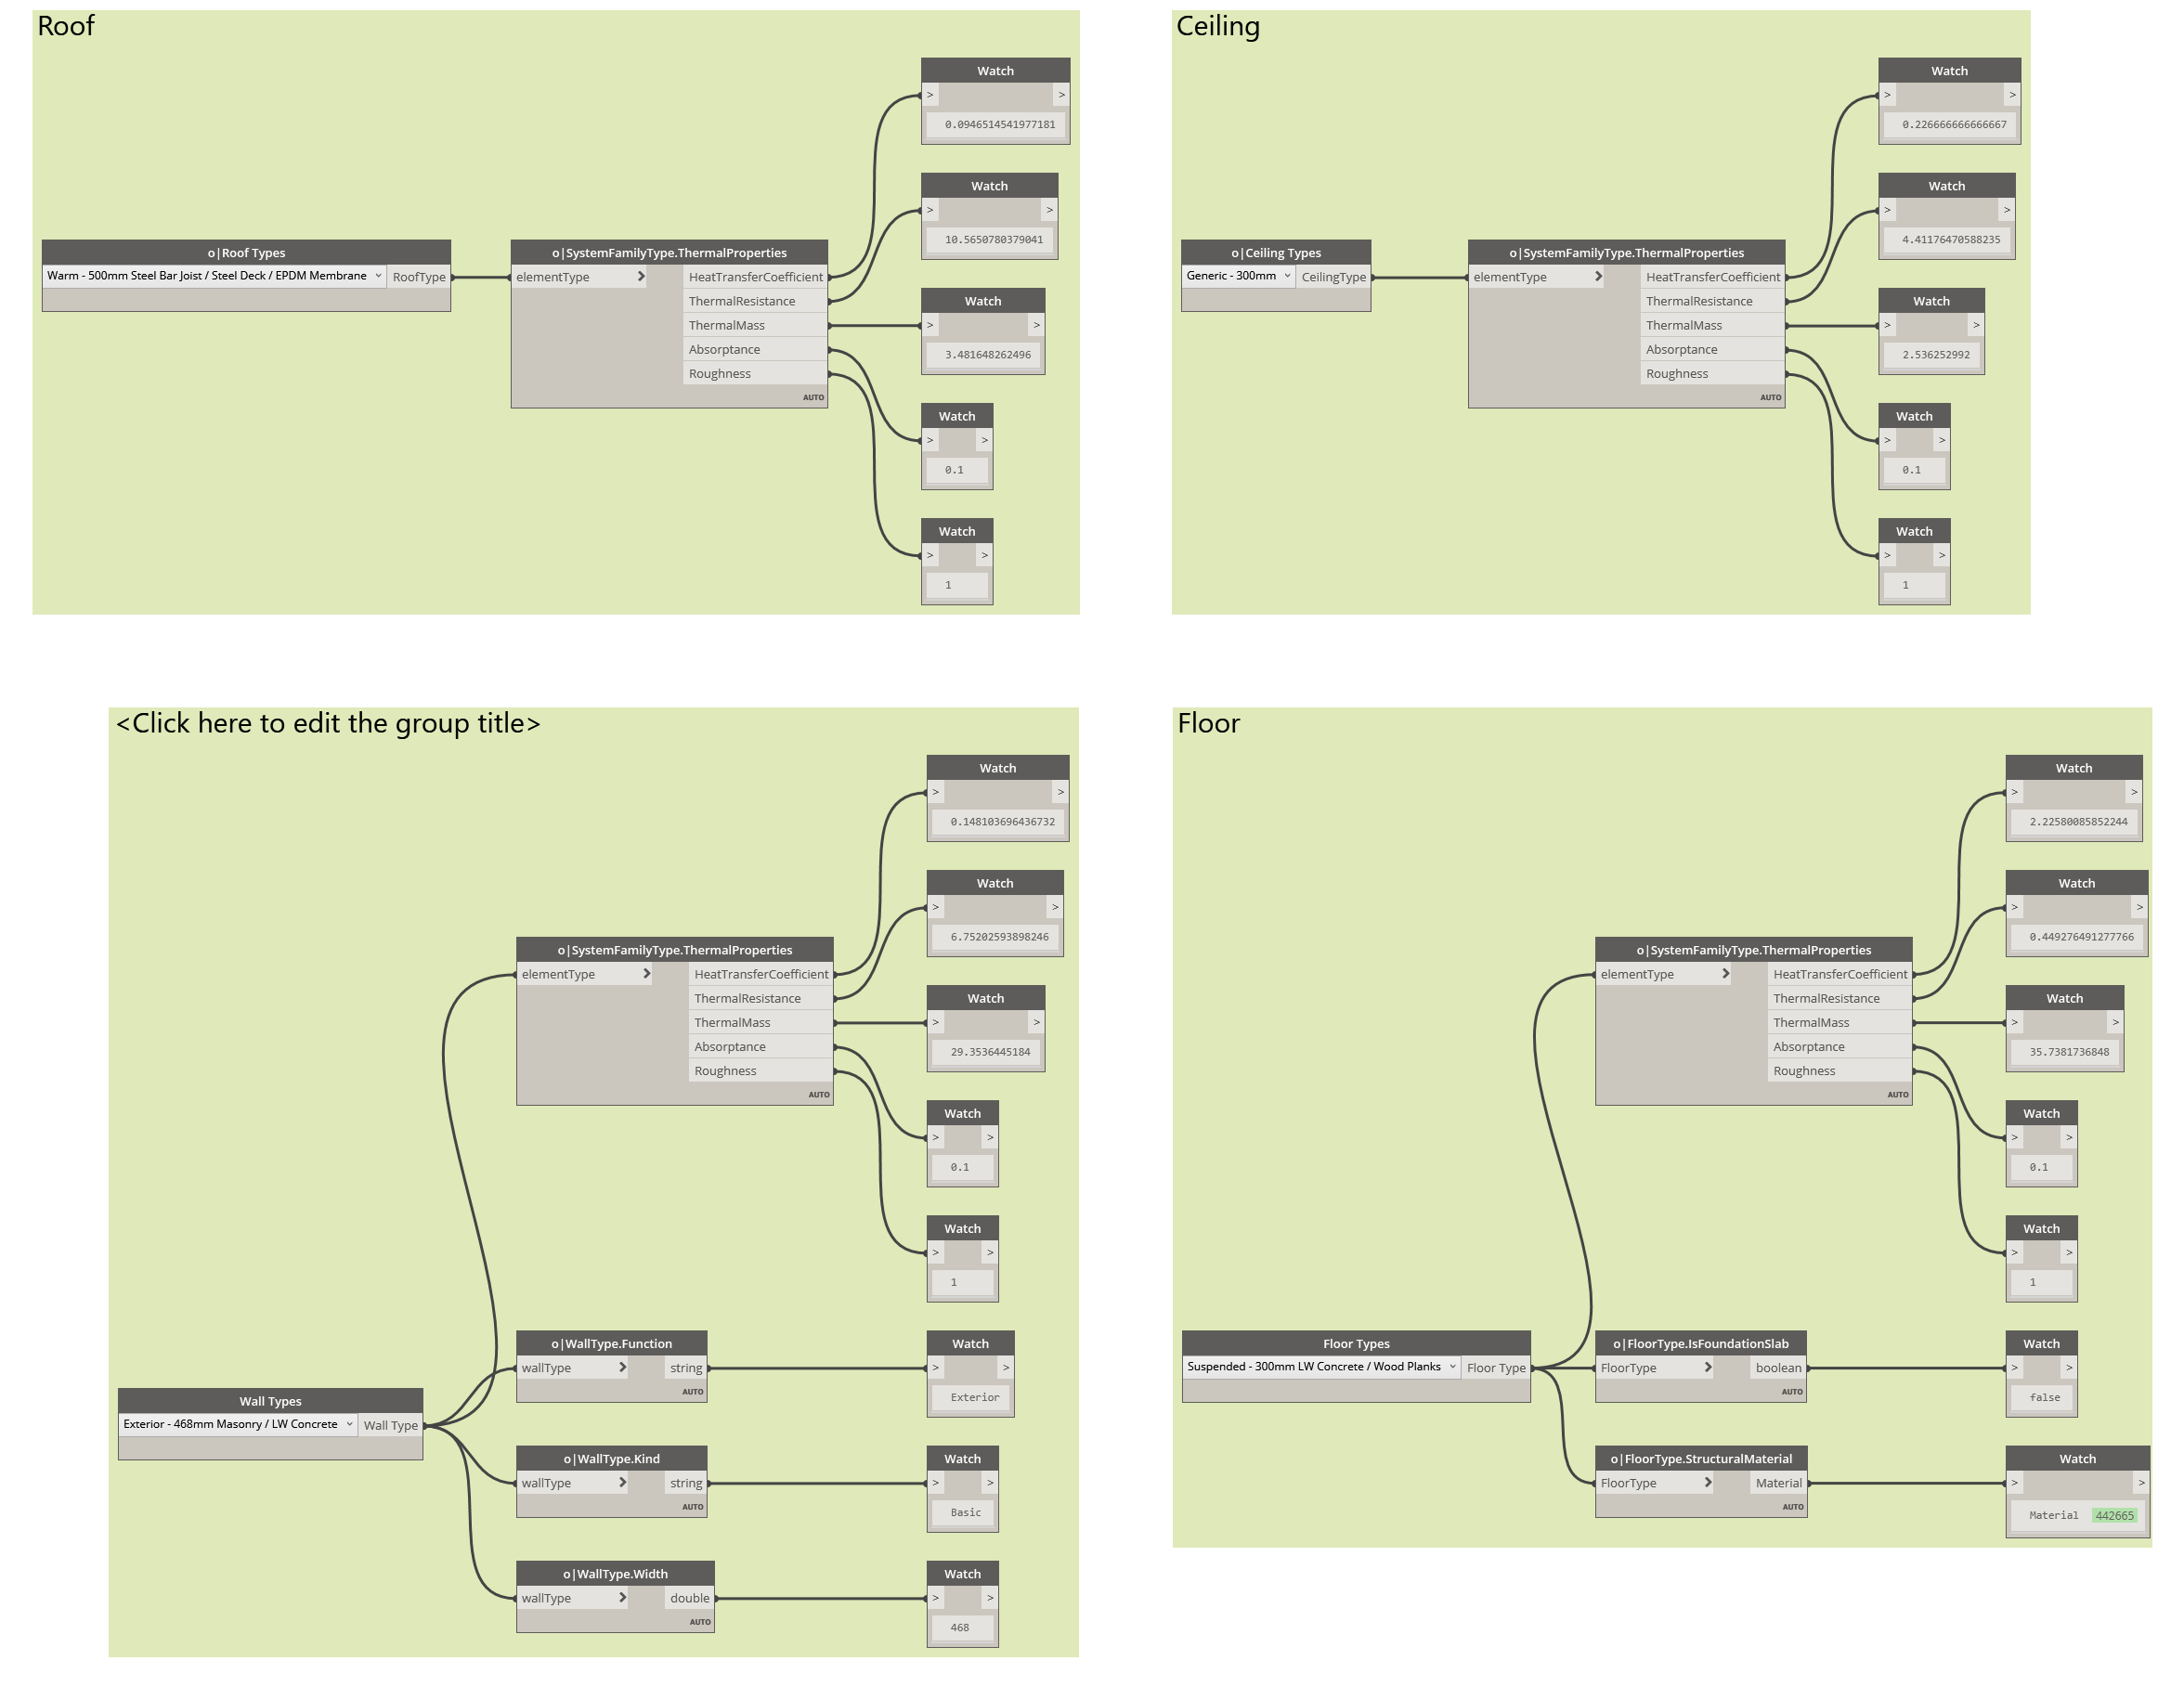 Roof
Watch
>
>
0.0946514541977181
Watch
>
>
10.5650780379041
o|Roof Types
Warm - 500mm Steel Bar Joist / Steel Deck / EPDM Membrane
RoofType
o|SystemFamilyType.ThermalProperties
elementType
HeatTransferCoefficient
ThermalResistance
ThermalMass
Absorptance
Roughness
AUTO
Watch
>
>
3.481648262496
Watch
>
>
0.1
Watch
>
>
1
Ceiling
Watch
>
>
0.226666666666667
Watch
>
>
4.41176470588235
o|Ceiling Types
Generic - 300mm
CeilingType
o|SystemFamilyType.ThermalProperties
elementType
HeatTransferCoefficient
ThermalResistance
ThermalMass
Absorptance
Roughness
AUTO
Watch
>
>
2.536252992
Watch
>
>
0.1
Watch
>
>
1
<Click here to edit the group title>
Watch
>
>
0.148103696436732
Watch
>
>
6.75202593898246
o|SystemFamilyType.ThermalProperties
elementType
HeatTransferCoefficient
ThermalResistance
ThermalMass
Absorptance
Roughness
AUTO
Watch
>
>
29.3536445184
Watch
>
>
0.1
Watch
>
>
1
Wall Types
Exterior - 468mm Masonry / LW Concrete
Wall Type
o|WallType.Function
wallType
string
AUTO
Watch
>
>
Exterior
o|WallType.Kind
wallType
string
AUTO
Watch
>
>
Basic
o|WallType.Width
wallType
double
AUTO
Watch
>
>
468
Floor
Watch
>
>
2.22580085852244
Watch
>
>
0.449276491277766
o|SystemFamilyType.ThermalProperties
elementType
HeatTransferCoefficient
ThermalResistance
ThermalMass
Absorptance
Roughness
AUTO
Watch
>
>
35.7381736848
Watch
>
>
0.1
Watch
>
>
1
Floor Types
Suspended - 300mm LW Concrete / Wood Planks
Floor Type
o|FloorType.IsFoundationSlab
FloorType
boolean
AUTO
Watch
>
>
false
o|FloorType.StructuralMaterial
FloorType
Material
AUTO
Watch
>
>
Material 442665